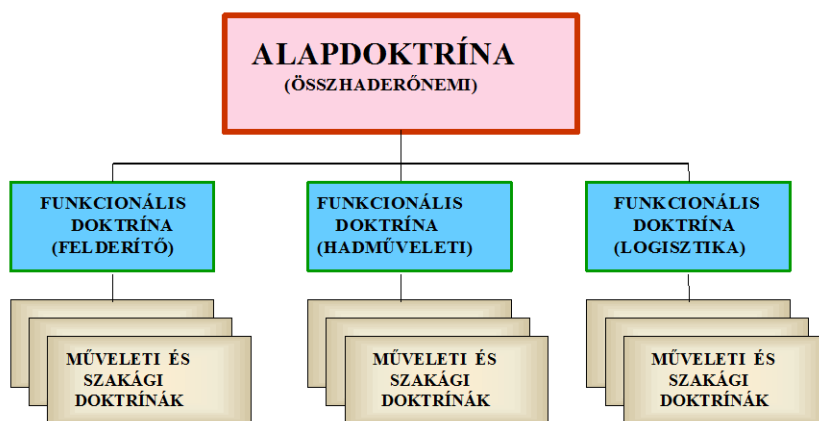 ALAPDOKTRÍNA
(ÖSSZHADERŐNEMI)
FUNKCIONÁLIS
DOKTRÍNA
(FELDERÍTŐ)
FUNKCIONÁLIS
DOKTRÍNA
(HADMŰVELETI)
FUNKCIONÁLIS
DOKTRÍNA
(LOGISZTIKA)
MŰVELETI ÉS
SZAKÁGI
DOKTRÍNÁK
MŰVELETI ÉS
SZAKÁGI
DOKTRÍNÁK
MŰVELETI ÉS
SZAKÁGI
DOKTRÍNÁK